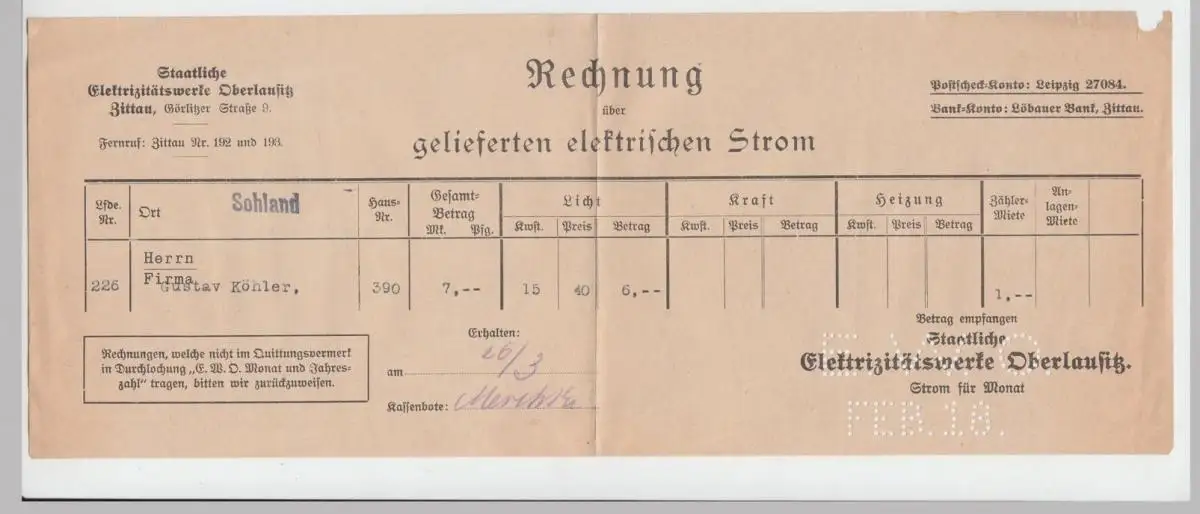 Staatliche
Elektrizitätswerke Oberlausitz
Zittau, Görlitzer Straße 9.
Fernruf: Zittau Nr. 192 und 193.
Rechnung
über
gelieferten elektrischen Strom
Postscheck-Konto: Leipzig 27084.
Bank-Konto: Löbauer Bank, Zittau.
Lfde. Nr. Ort Sohland Haus-Nr. Gesamt-Betrag Mk. Pfg. Licht Kwst. Preis Betrag Kraft Kwst. Preis Betrag Heizung Kwst. Preis Betrag Zähler-Miete An-lagen-Miete
Herrn
Firma
226 Gustav Köhler, 390 7,-- 15 40 6,-- 1,--
Rechnungen, welche nicht im Quittungsvermerk
in Durchlochung „E. W. O. Monat und Jahres-
zahl“ tragen, bitten wir zurückzuweisen.
Erhalten:
am 26/3
Kassenbote:
Betrag empfangen
Staatliche
Elektrizitätswerke Oberlausitz.
Strom für Monat
E.W.O.
FEB.18.